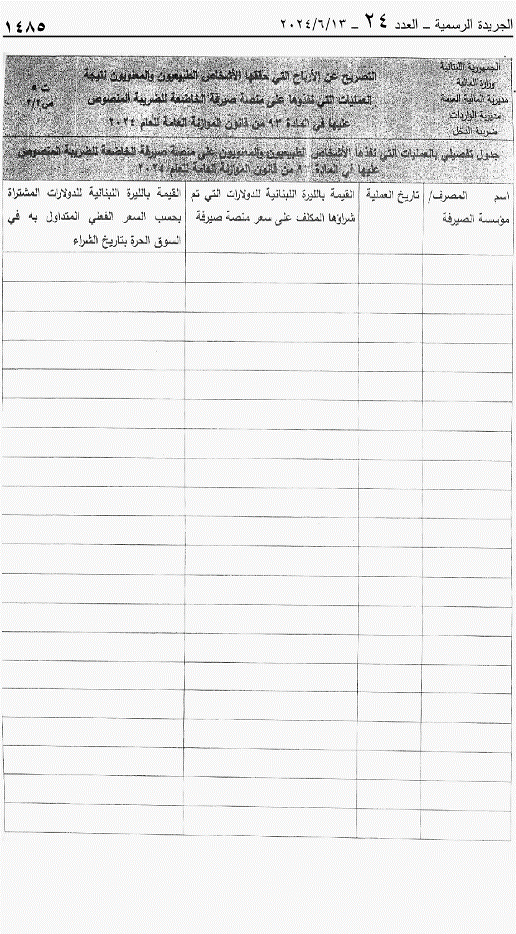 الجريدة الرسمية ـ العدد ٢٤ ـ ٢٠٢٤/٦/١٣
١٤٨٥
الجمهورية اللبنانية
وزارة المالية
مديرية المالية العامة
مديرية الواردات
ضريبة الدخل
التصريح عن الأرباح التي حققها الأشخاص الطبيعيون والمعنويون نتيجة
العمليات التي نفذوها على منصة صيرفة الخاضعة للضريبة المنصوص
عليها في المادة ٩٣ من قانون الموازنة العامة للعام ٢٠٢٤
ص٢/٢
جدول تفصيلي بالعمليات التي نفذها الأشخاص الطبيعيون والمعنويون على منصة صيرفة الخاضعة للضريبة المنصوص
عليها في المادة من قانون الموازنة العامة للعام ٢٠٢٤
اسم المصرف/
مؤسسة الصيرفة
تاريخ العملية
القيمة بالليرة اللبنانية للدولارات التي تم
شراؤها المكلف على سعر منصة صيرفة
القيمة بالليرة اللبنانية للدولارات المشتراة
بحسب السعر الفعلي المتداول به في
السوق الحرة بتاريخ الشراء